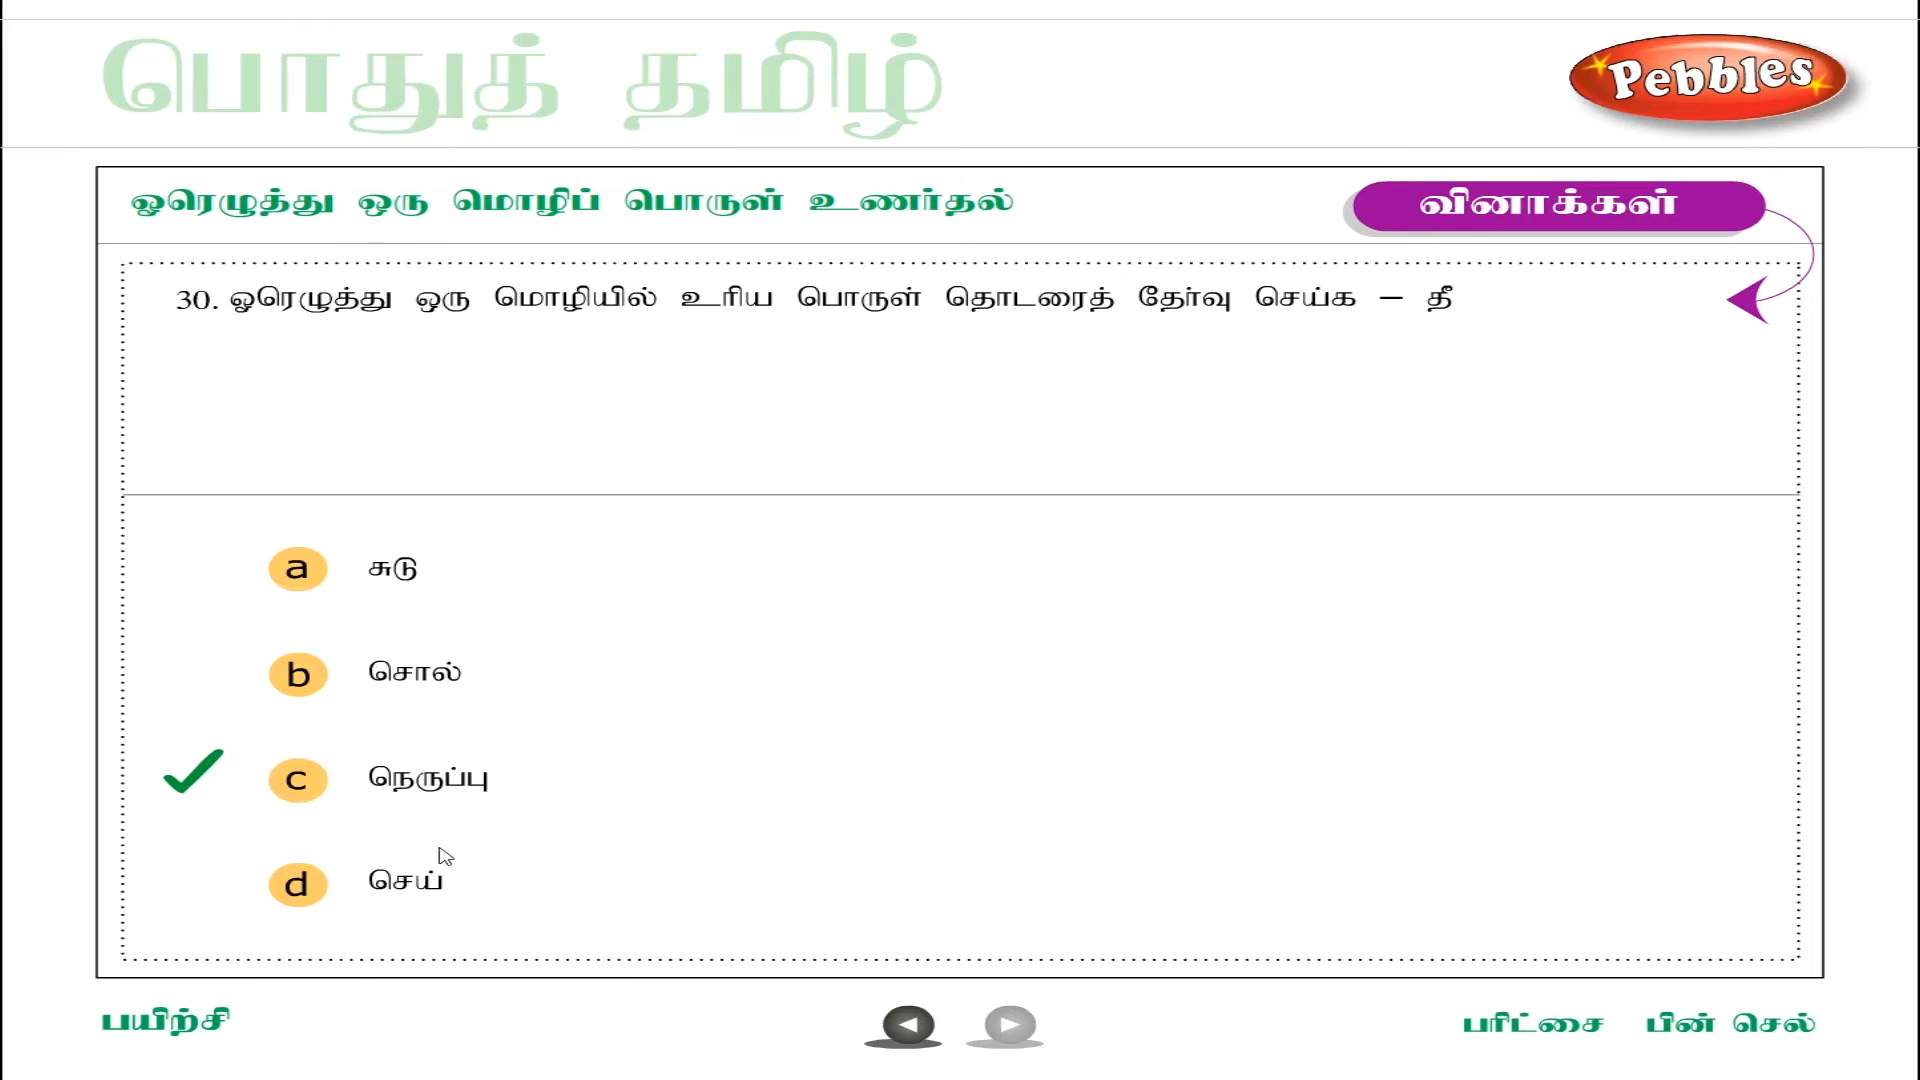 பொதுத் தமிழ்
Pebbles
ஓரெழுத்து ஒரு மொழிப் பொருள் உணர்தல்
வினாக்கள்
30. ஓரெழுத்து ஒரு மொழியில் உரிய பொருள் தொடரைத் தேர்வு செய்க – தீ
a சுடு
b சொல்
c நெருப்பு
d செய்
பயிற்சி
பரிட்சை பின் செல்